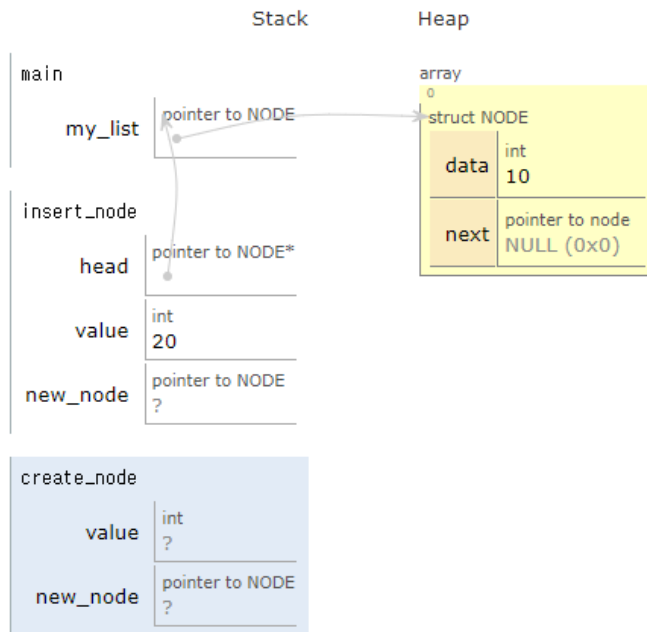 Stack
Heap
main
my_list
pointer to NODE
array
0
struct NODE
data
int
10
next
pointer to node
NULL (0x0)
insert_node
head
pointer to NODE*
value
int
20
new_node
pointer to NODE
?
create_node
value
int
?
new_node
pointer to NODE
?